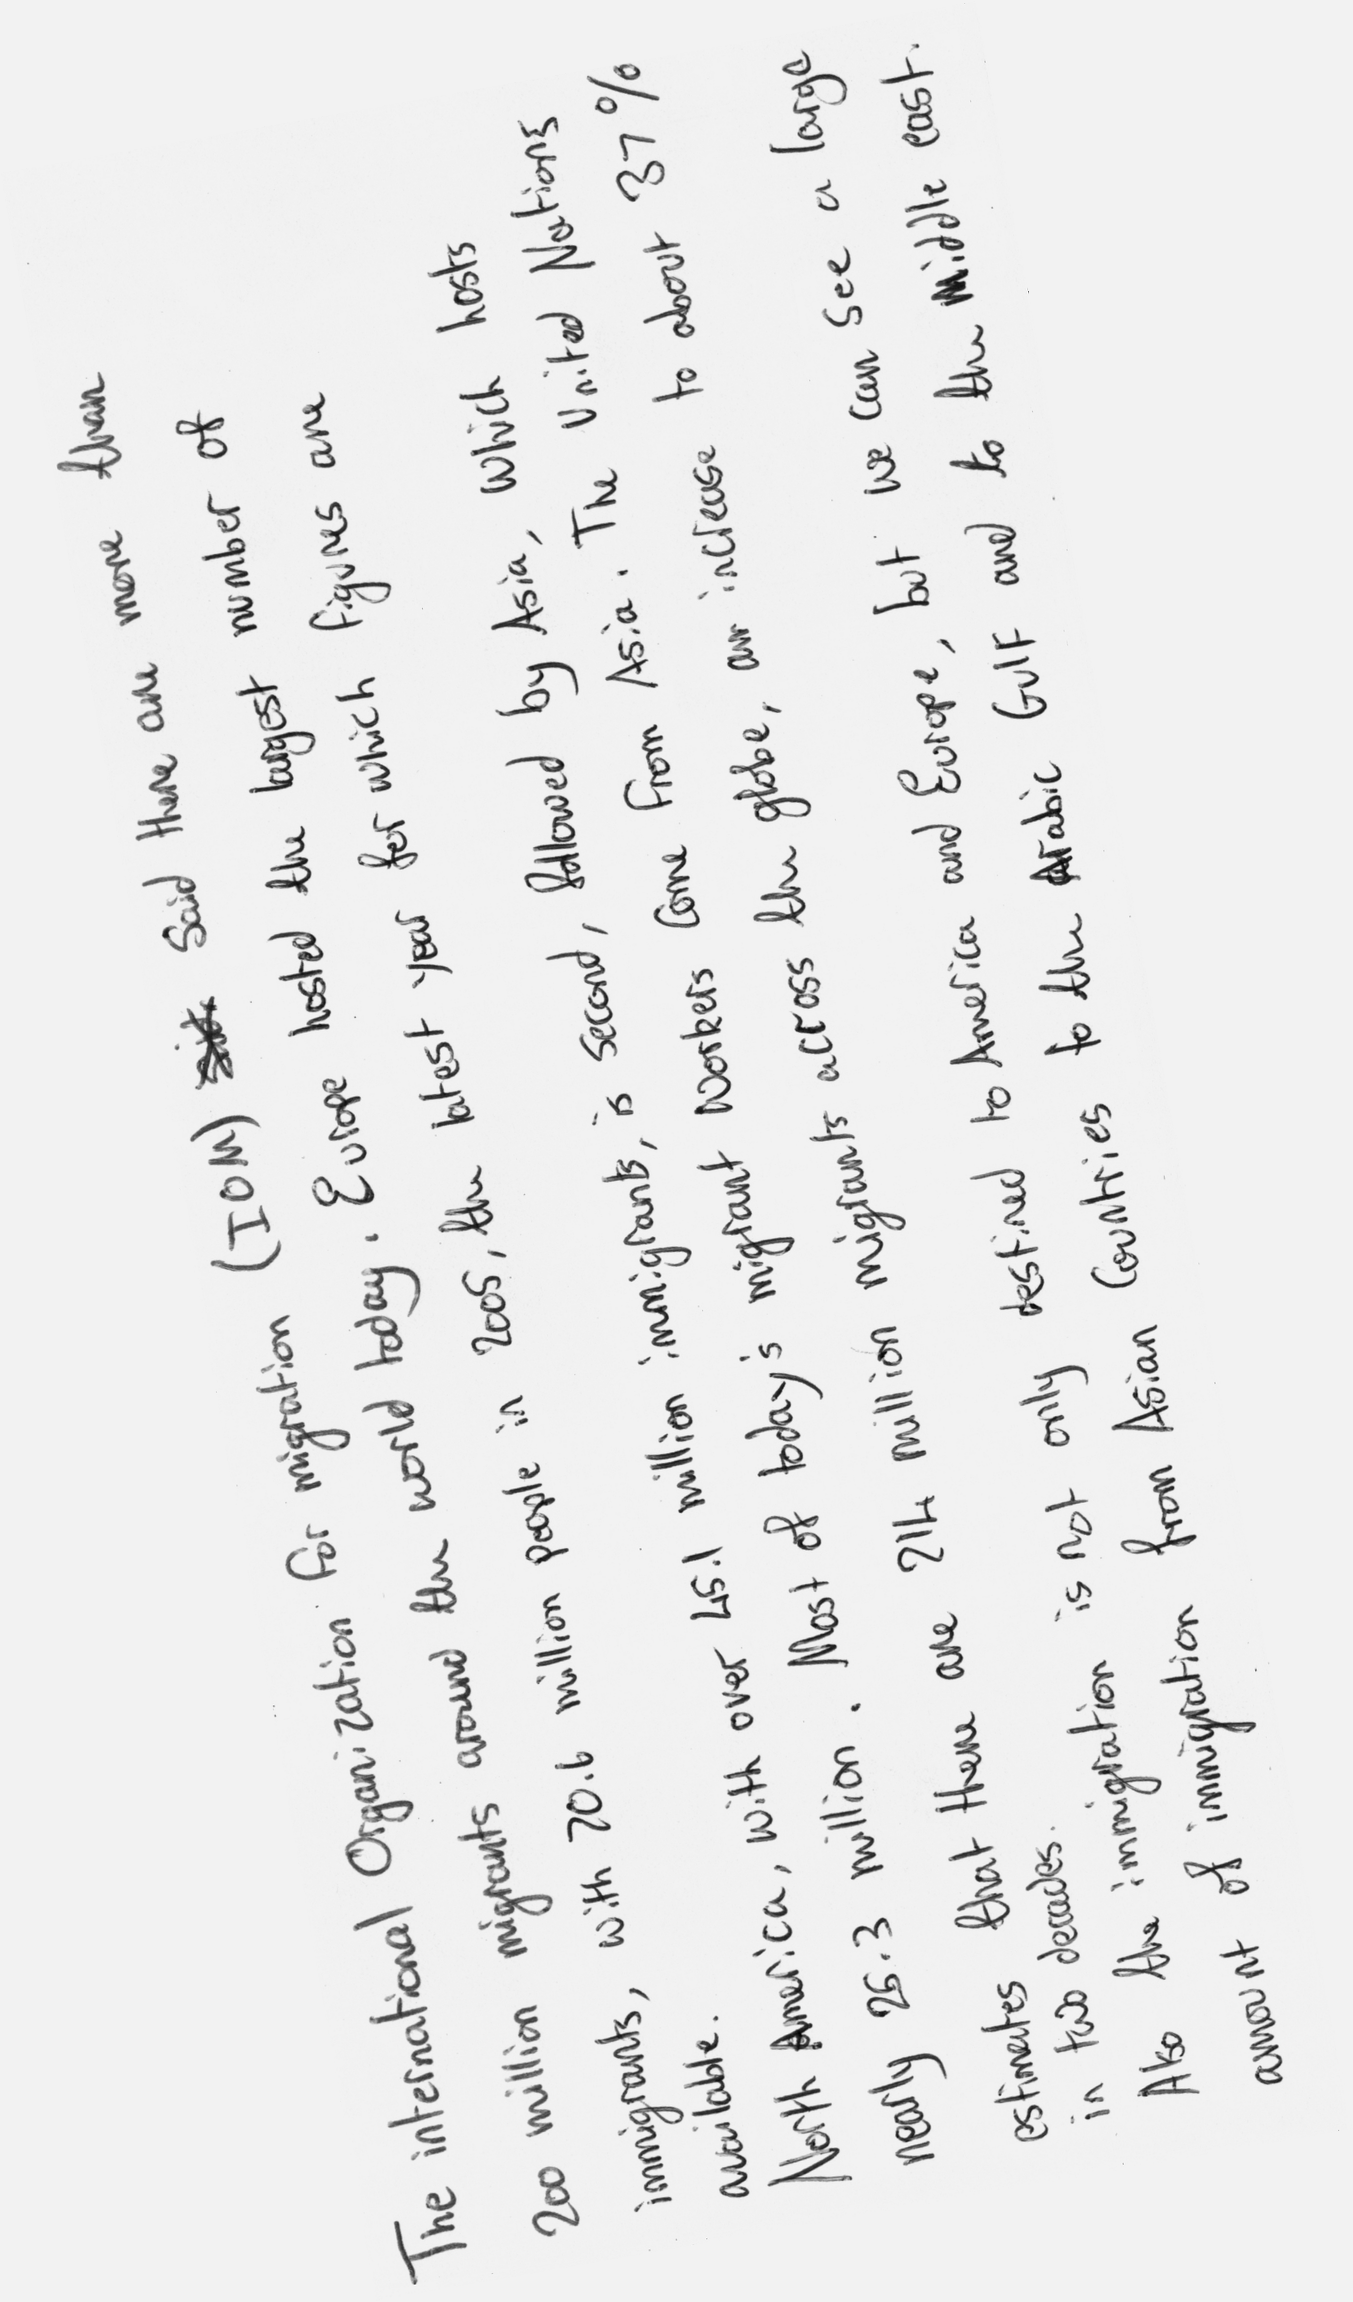 The international Organization for migration (IOM) Said there are more than
200 million migrants around the world today. Europe hosted the largest number of
immigrants, with 70.6 million people in 2005, the latest year for which figures are
available.
North America, with over 45.1 million immigrants, is second, followed by Asia, which hosts
nearly 25.3 million. Most of today's migrant workers come from Asia. The United Nations
estimates that there are 214 million migrants across the globe, an increase to about 37%
in two decades.
Also the immigration is not only destined to America and Europe, but we can see a large
amount of immigration from Asian Countries to the Arabic Gulf and to the Middle east.